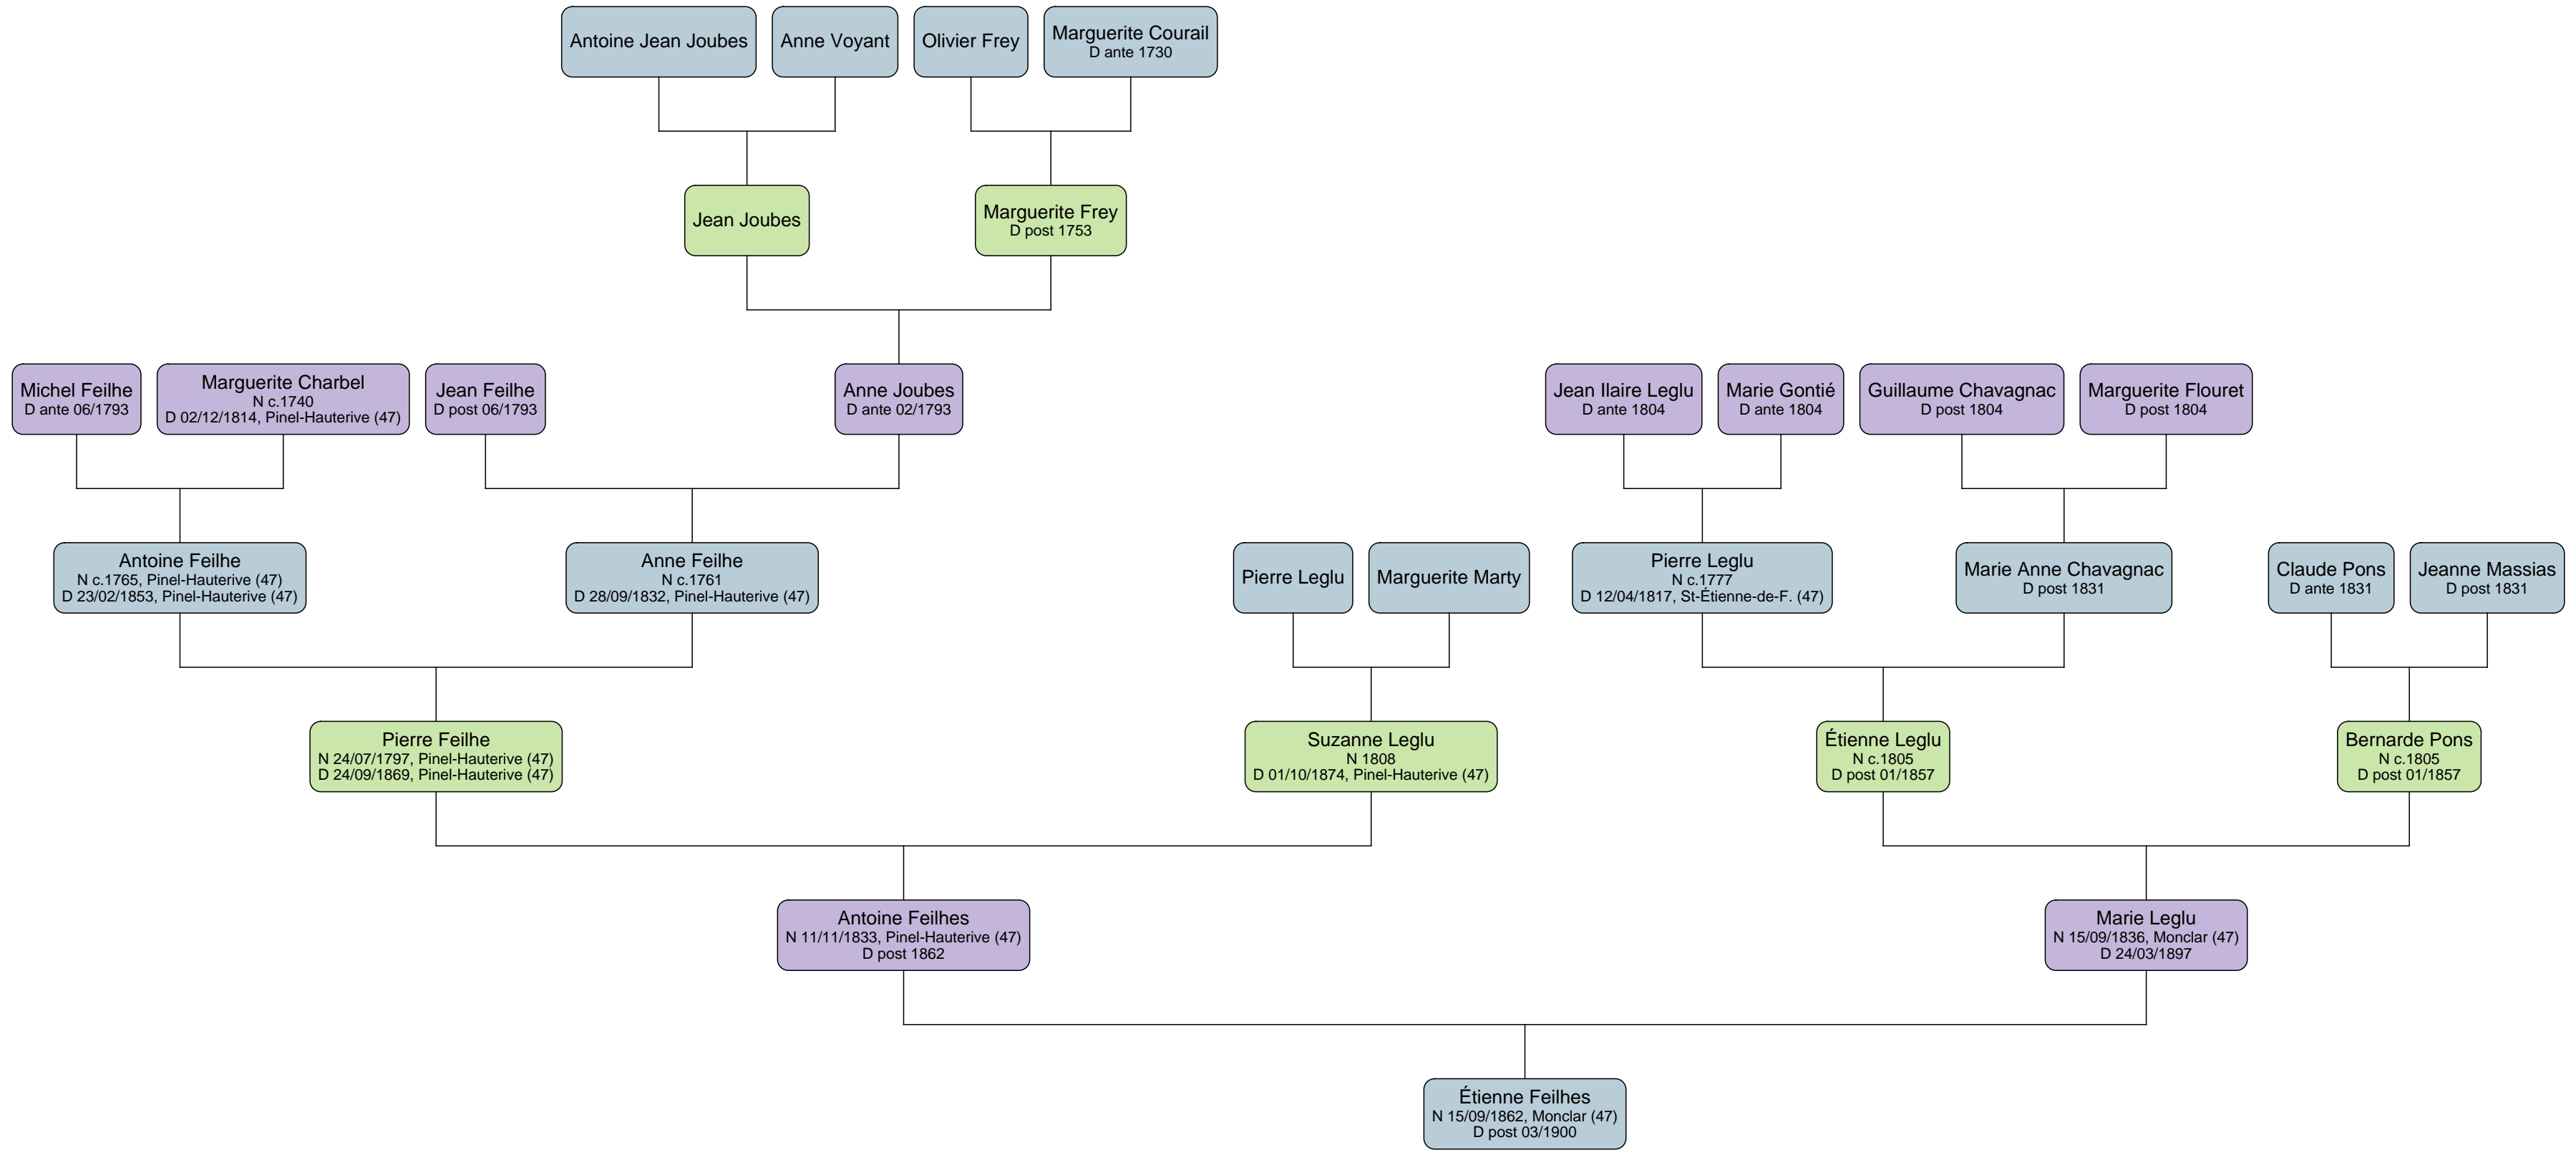 Antoine Jean Joubes
Anne Voyant
Olivier Frey
Marguerite Courail
D ante 1730
Jean Joubes
Marguerite Frey
D post 1753
Michel Feilhe
D ante 06/1793
Marguerite Charbel
N c.1740
D 02/12/1814, Pinel-Hauterive (47)
Jean Feilhe
D post 06/1793
Anne Joubes
D ante 02/1793
Jean Ilaire Leglu
D ante 1804
Marie Gontié
D ante 1804
Guillaume Chavagnac
D post 1804
Marguerite Flouret
D post 1804
Antoine Feilhe
N c.1765, Pinel-Hauterive (47)
D 23/02/1853, Pinel-Hauterive (47)
Anne Feilhe
N c.1761
D 28/09/1832, Pinel-Hauterive (47)
Pierre Leglu
Marguerite Marty
Pierre Leglu
N c.1777
D 12/04/1817, St-Étienne-de-F. (47)
Marie Anne Chavagnac
D post 1831
Claude Pons
D ante 1831
Jeanne Massias
D post 1831
Pierre Feilhe
N 24/07/1797, Pinel-Hauterive (47)
D 24/09/1869, Pinel-Hauterive (47)
Suzanne Leglu
N 1808
D 01/10/1874, Pinel-Hauterive (47)
Étienne Leglu
N c.1805
D post 01/1857
Bernarde Pons
N c.1805
D post 01/1857
Antoine Feilhes
N 11/11/1833, Pinel-Hauterive (47)
D post 1862
Marie Leglu
N 15/09/1836, Monclar (47)
D 24/03/1897
Étienne Feilhes
N 15/09/1862, Monclar (47)
D post 03/1900